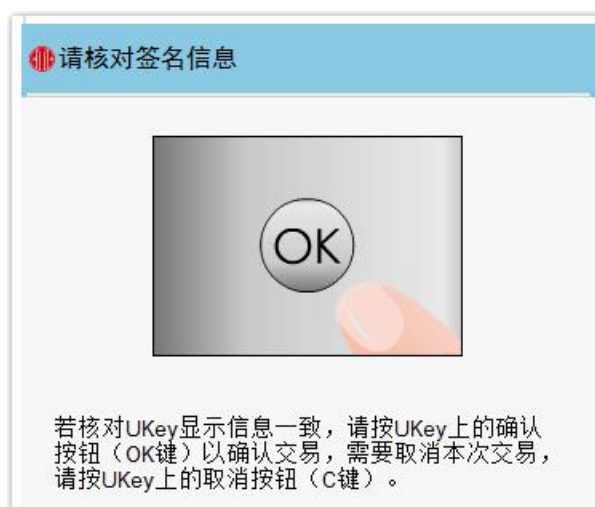 请核对签名信息
OK
若核对UKey显示信息一致，请按UKey上的确认
按钮（OK键）以确认交易，需要取消本次交易，
请按UKey上的取消按钮（C键）。